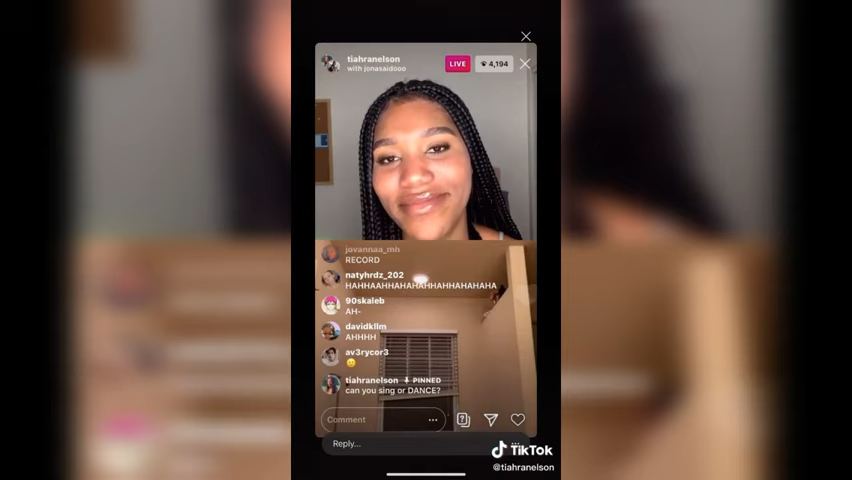 tiahranelson
with jonasaidooo
LIVE
4,194
jovannaa_mh
RECORD
natyhrdz_202
HAHHAAHHAHAHAHAHHAHHAHAHAHA
90skaleb
AH-
davidkllm
AHHHH
av3rycor3
tiahranelson PINNED
can you sing or DANCE?
Comment
Reply...
TikTok
@tiahranelson